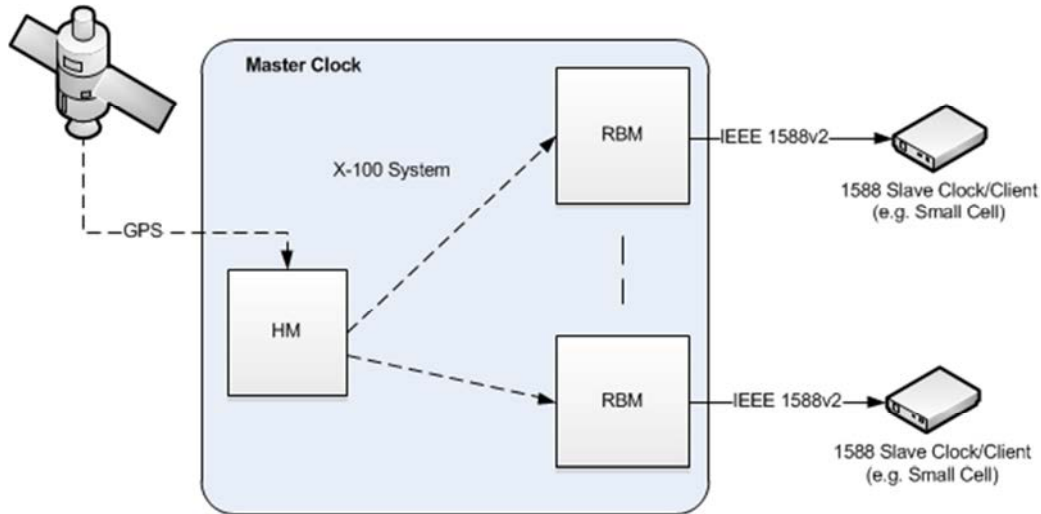 Master Clock
RBM
IEEE 1588v2
X-100 System
1588 Slave Clock/Client
(e.g. Small Cell)
GPS
HM
RBM
IEEE 1588v2
1588 Slave Clock/Client
(e.g. Small Cell)